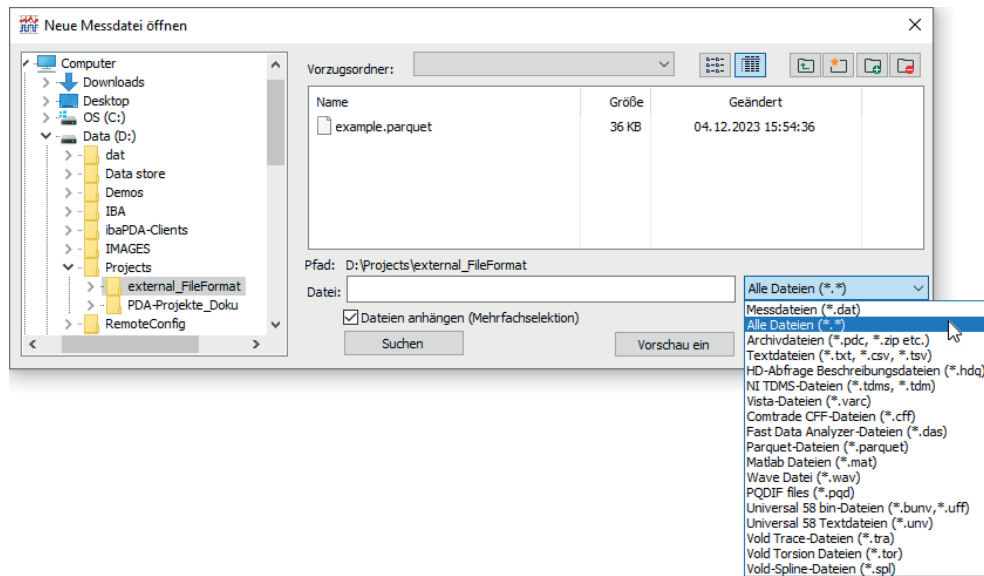 Neue Messdatei öffnen
Computer
Downloads
Desktop
OS (C:)
Data (D:)
dat
Data store
Demos
IBA
ibaPDA-Clients
IMAGES
Projects
external_FileFormat
PDA-Projekte_Doku
RemoteConfig
Vorzugsordner:
Name Größe Geändert
example.parquet 36 KB 04.12.2023 15:54:36
Pfad: D:\Projects\external_FileFormat
Datei: Alle Dateien (*.*)
Dateien anhängen (Mehrfachselektion)
Suchen Vorschau ein
Messdateien (*.dat)
Alle Dateien (*.*)
Archivdateien (*.pdc, *.zip etc.)
Textdateien (*.txt, *.csv, *.tsv)
HD-Abfrage Beschreibungsdateien (*.hdq)
NI TDMS-Dateien (*.tdms, *.tdm)
Vista-Dateien (*.varc)
Comtrade CFF-Dateien (*.cff)
Fast Data Analyzer-Dateien (*.das)
Parquet-Dateien (*.parquet)
Matlab Dateien (*.mat)
Wave Datei (*.wav)
PQDIF files (*.pqd)
Universal 58 bin-Dateien (*.bunv,*.uff)
Universal 58 Textdateien (*.unv)
Vold Trace-Dateien (*.tra)
Vold Torsion Dateien (*.tor)
Vold-Spline-Dateien (*.spl)